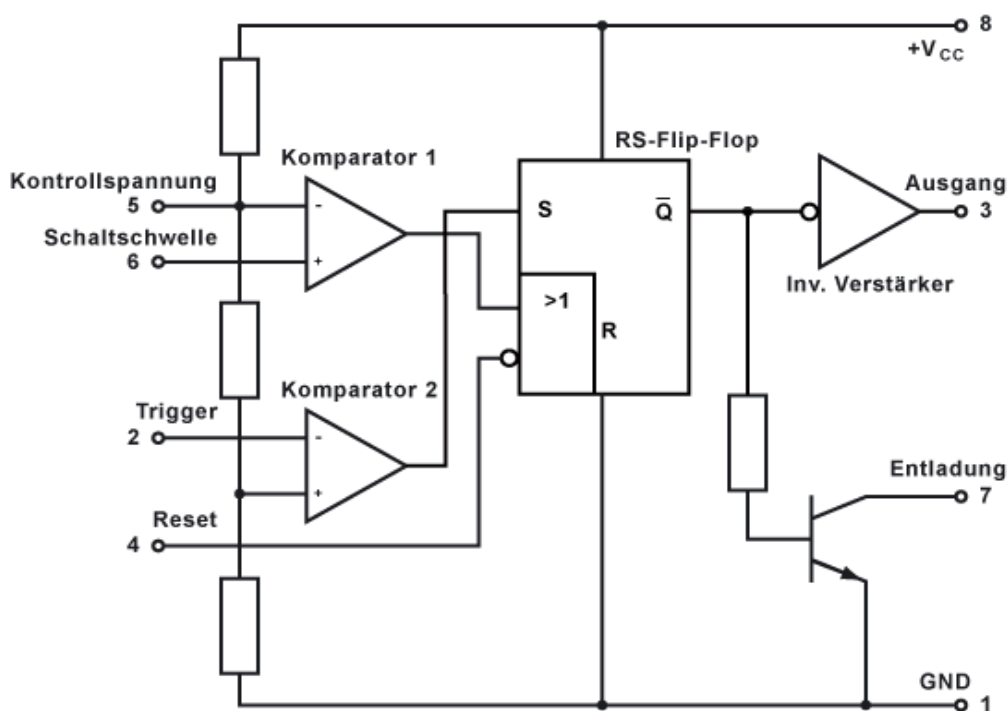 8
+VCC
RS-Flip-Flop
Komparator 1
Kontrollspannung
5
-
Schaltschwelle
6
+
S
Q̅
Ausgang
3
>1
R
Inv. Verstärker
Komparator 2
Trigger
2
-
+
Entladung
7
Reset
4
GND
1